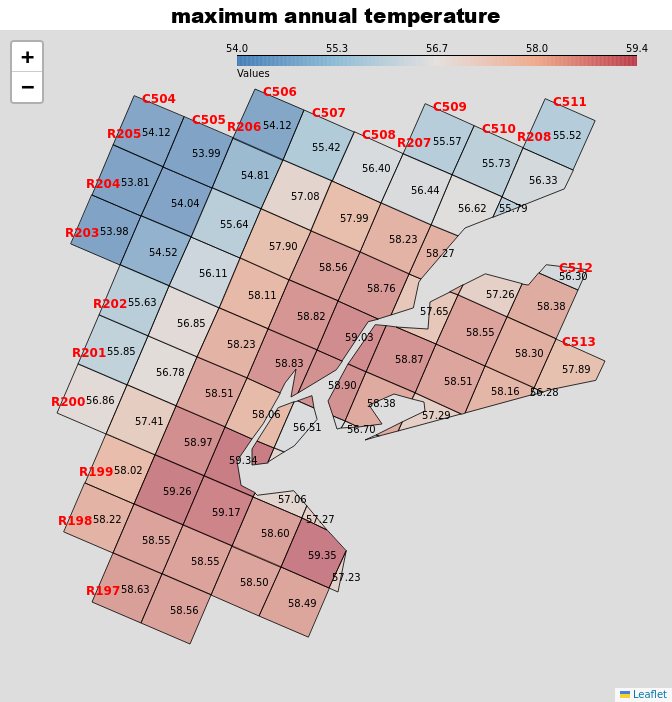 maximum annual temperature
+
−
54.0 55.3 56.7 58.0 59.4
Values
C506
C504 C511
C509
C507
C505 R206 54.12 C510
R205 54.12 C508 R207 55.57 R208 55.52
53.99 55.42
55.73
56.40
54.81
R204 53.81 56.44 56.33
57.08
54.04 56.62 55.79
57.99
55.64
R203 53.98 58.23
57.90
54.52 58.27
58.56 C512
56.11 56.30
58.76
58.11 57.26
R202 55.63 58.38
58.82 57.65
56.85
59.03 58.55
58.23 C513
R201 55.85 58.87 58.30
58.83
56.78 57.89
58.90 58.51
58.51 58.16 56.28
R200 56.86 58.38
58.06 57.29
57.41 56.51 56.70
58.97
59.34
R199 58.02
59.26
57.06
59.17
R198 58.22 57.27
58.60
58.55
59.35
58.55
57.23
58.50
R197 58.63
58.49
58.56
Leaflet